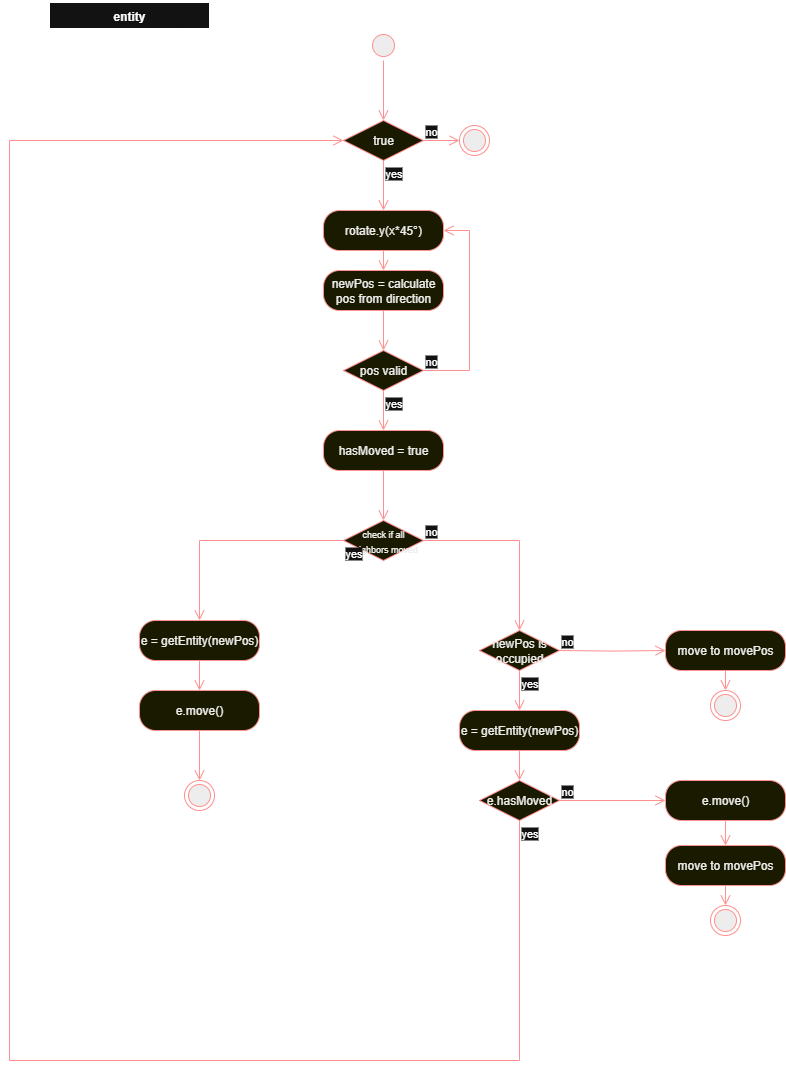 entity
true
no
yes
rotate.y(x*45°)
newPos = calculate
pos from direction
pos valid
no
yes
hasMoved = true
check if all
moved
no
yes
e = getEntity(newPos)
e.move()
newPos is
occupied
no
move to movePos
yes
e = getEntity(newPos)
e.hasMoved
no
e.move()
yes
move to movePos